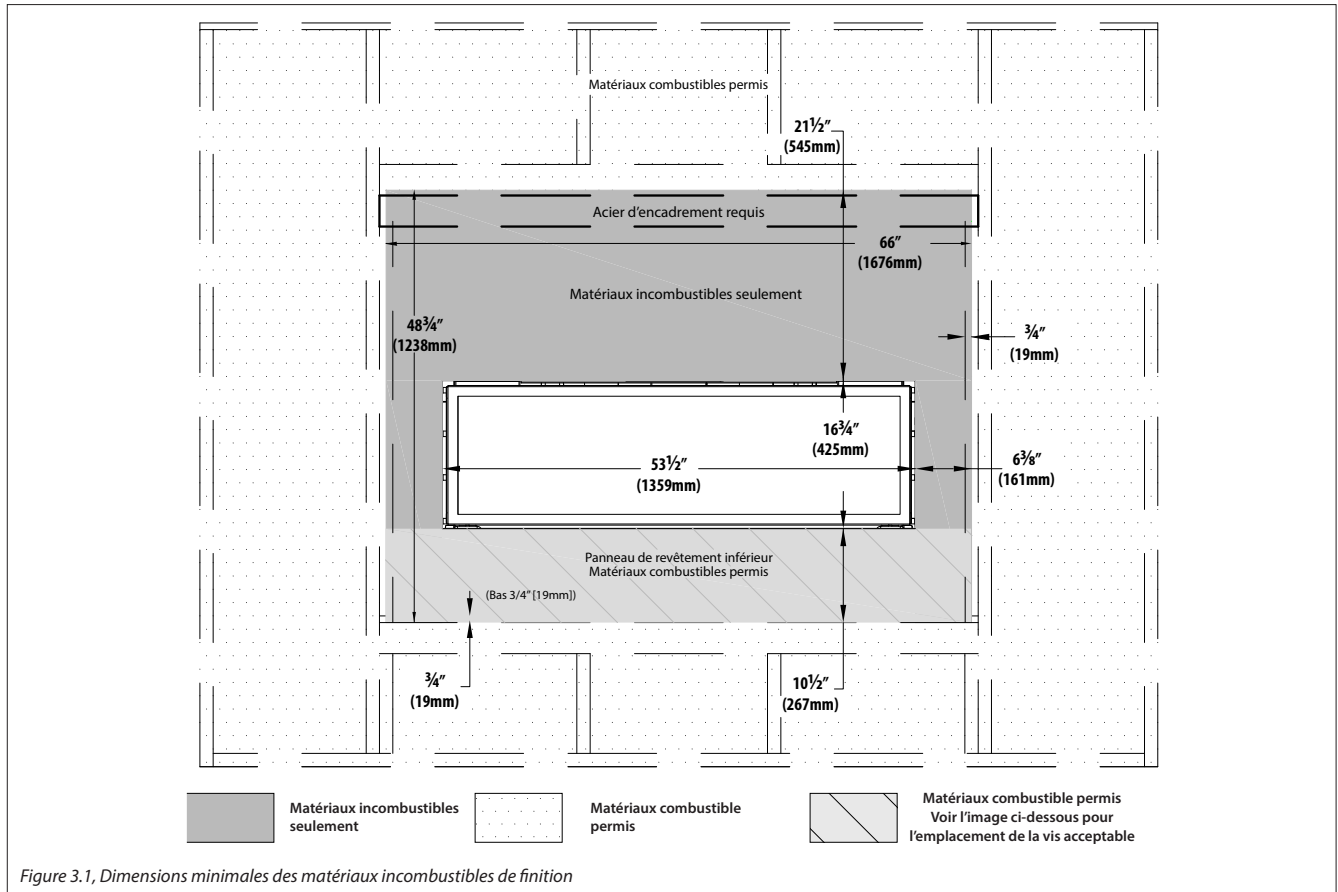 Matériaux combustibles permis
21½”
(545mm)
Acier d’encadrement requis
66”
(1676mm)
Matériaux incombustibles seulement
48¾”
(1238mm)
¾”
(19mm)
16¾”
(425mm)
53½”
(1359mm)
6⅜”
(161mm)
Panneau de revêtement inférieur
Matériaux combustibles permis
(Bas 3/4” [19mm])
¾”
(19mm)
10½”
(267mm)
Matériaux incombustibles
seulement
Matériaux combustible
permis
Matériaux combustible permis
Voir l’image ci-dessous pour
l’emplacement de la vis acceptable
Figure 3.1, Dimensions minimales des matériaux incombustibles de finition